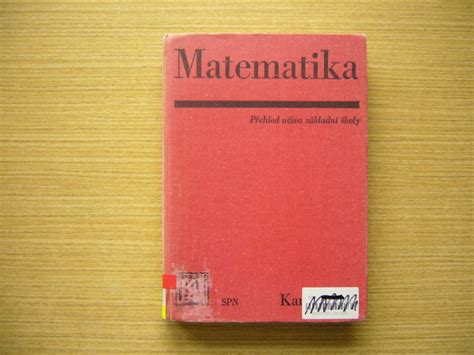 Matematika
Přehled učiva základní školy
SPN